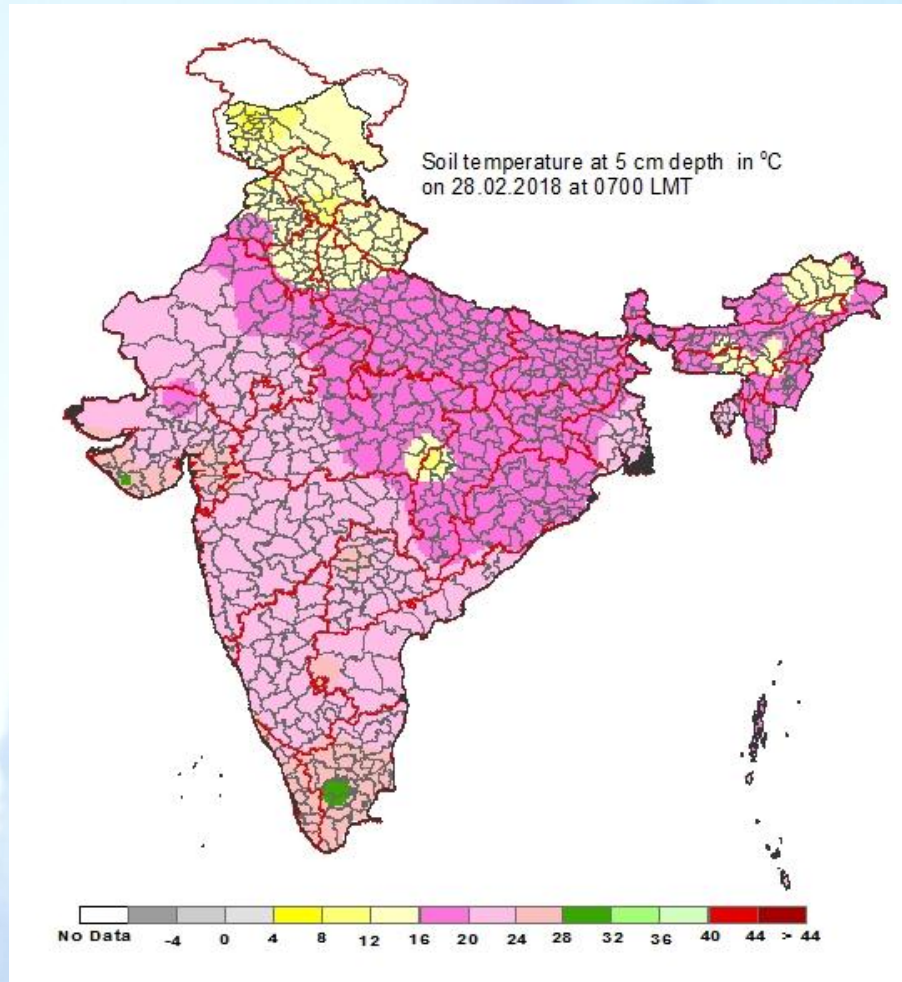 Soil temperature at 5 cm depth in ⁰C
on 28.02.2018 at 0700 LMT
No Data -4 0 4 8 12 16 20 24 28 32 36 40 44 > 44